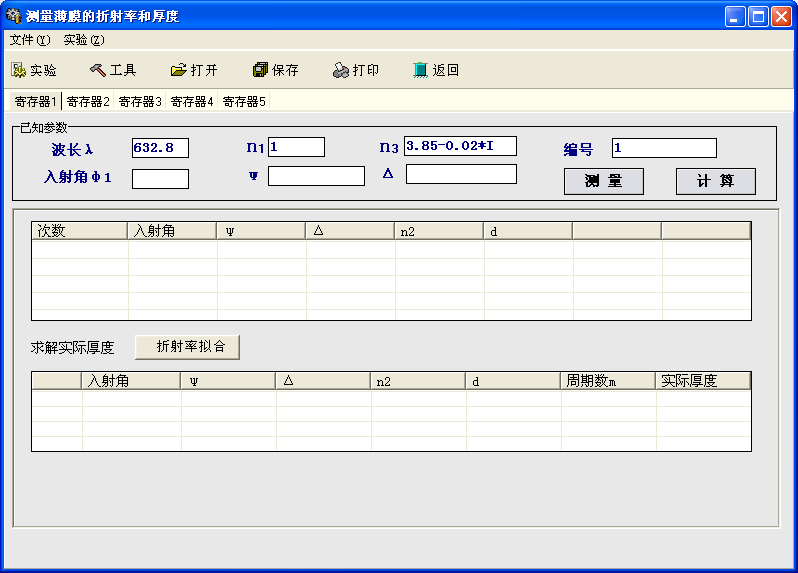 测量薄膜的折射率和厚度
文件(Y) 实验(Z)
实验 工具 打开 保存 打印 返回
寄存器1 寄存器2 寄存器3 寄存器4 寄存器5
已知参数
波长λ 632.8 n1 1 n3 3.85-0.02*I 编号 1
入射角φ1 Ψ Δ 测 量 计 算
次数 入射角 Ψ Δ n2 d
求解实际厚度 折射率拟合
入射角 Ψ Δ n2 d 周期数m 实际厚度